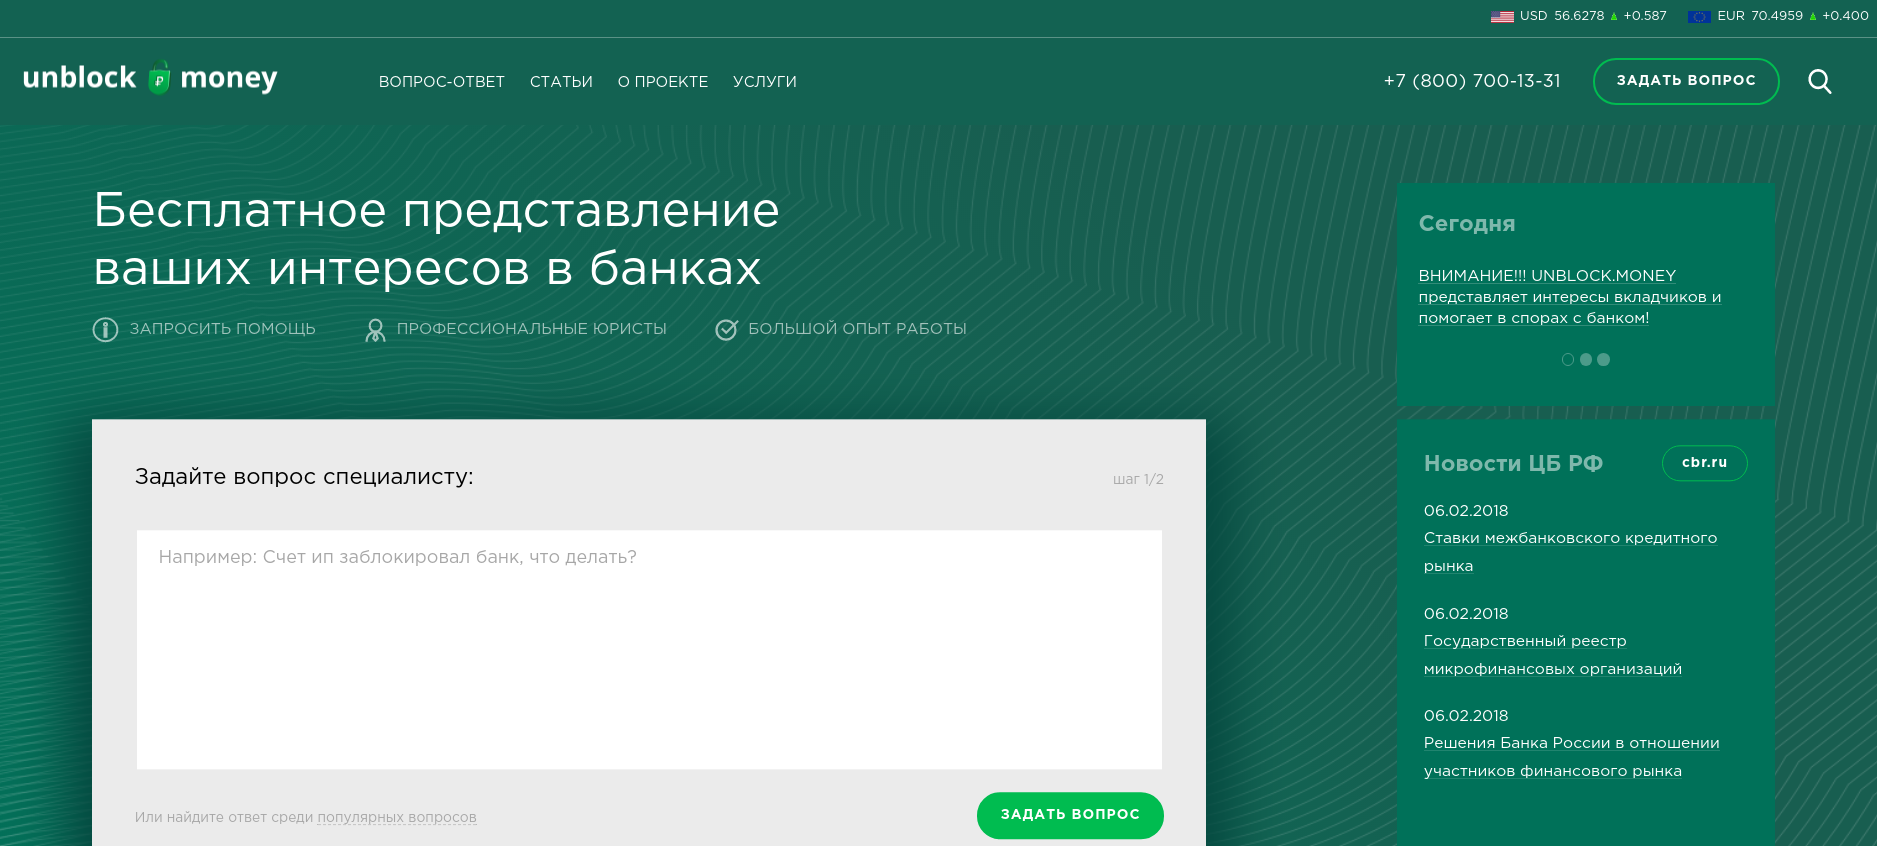 USD 56.6278 ▲ +0.587 EUR 70.4959 ▲ +0.400
unblock money
ВОПРОС-ОТВЕТ СТАТЬИ О ПРОЕКТЕ УСЛУГИ
+7 (800) 700-13-31
ЗАДАТЬ ВОПРОС
Бесплатное представление
ваших интересов в банках
ЗАПРОСИТЬ ПОМОЩЬ ПРОФЕССИОНАЛЬНЫЕ ЮРИСТЫ БОЛЬШОЙ ОПЫТ РАБОТЫ
Задайте вопрос специалисту:
шаг 1/2
Например: Счет ип заблокировал банк, что делать?
Или найдите ответ среди популярных вопросов
ЗАДАТЬ ВОПРОС
Сегодня
ВНИМАНИЕ!!! UNBLOCK.MONEY
представляет интересы вкладчиков и
помогает в спорах с банком!
Новости ЦБ РФ
cbr.ru
06.02.2018
Ставки межбанковского кредитного
рынка
06.02.2018
Государственный реестр
микрофинансовых организаций
06.02.2018
Решения Банка России в отношении
участников финансового рынка